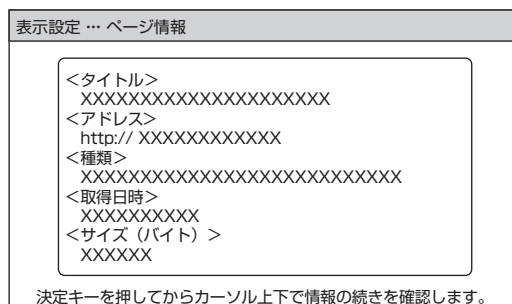 表示設定 … ページ情報
＜タイトル＞
XXXXXXXXXXXXXXXXXXXXX
＜アドレス＞
http:// XXXXXXXXXXXX
＜種類＞
XXXXXXXXXXXXXXXXXXXXXXXXXXX
＜取得日時＞
XXXXXXXXXX
＜サイズ（バイト）＞
XXXXXX
決定キーを押してからカーソル上下で情報の続きを確認します。